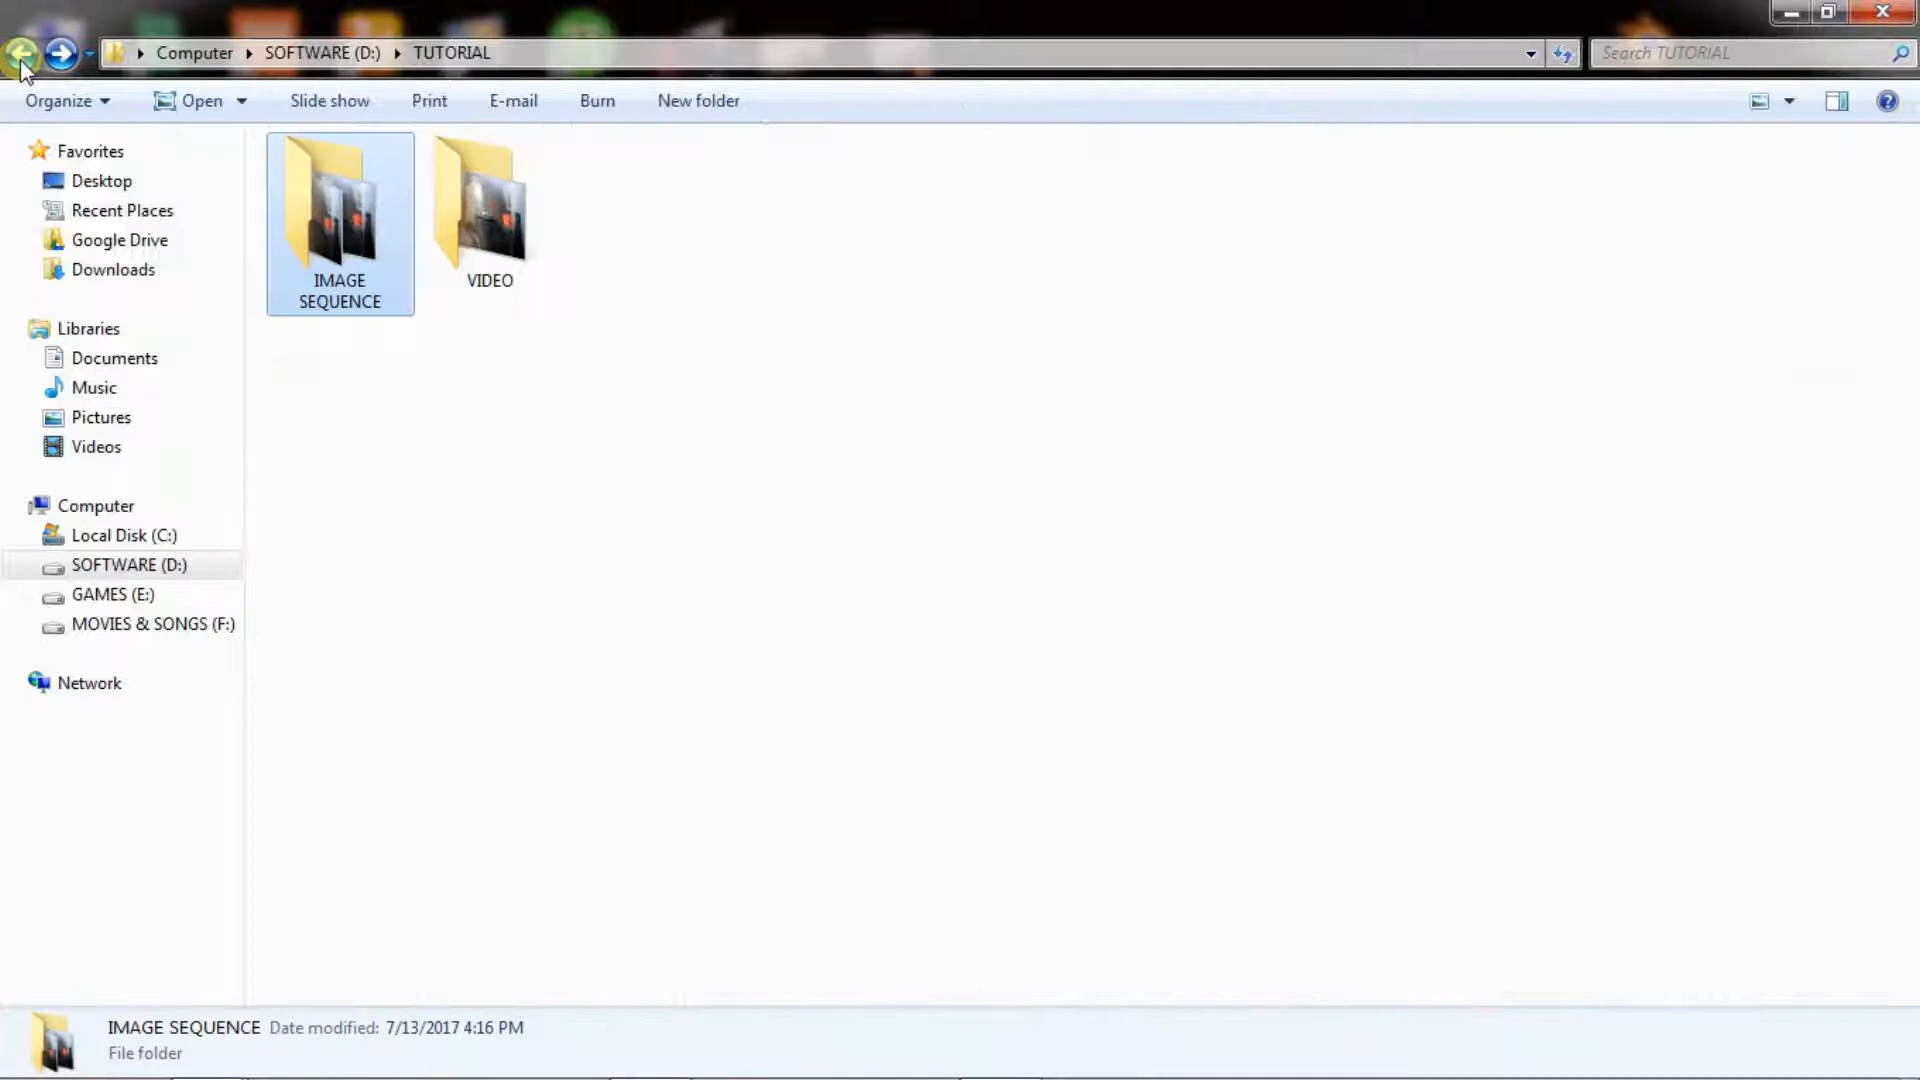 Computer SOFTWARE (D:) TUTORIAL
Search TUTORIAL
Organize Open Slide show Print E-mail Burn New folder
Favorites
Desktop
Recent Places
Google Drive
Downloads
Libraries
Documents
Music
Pictures
Videos
Computer
Local Disk (C:)
SOFTWARE (D:)
GAMES (E:)
MOVIES & SONGS (F:)
Network
IMAGE
SEQUENCE
VIDEO
IMAGE SEQUENCE Date modified: 7/13/2017 4:16 PM
File folder